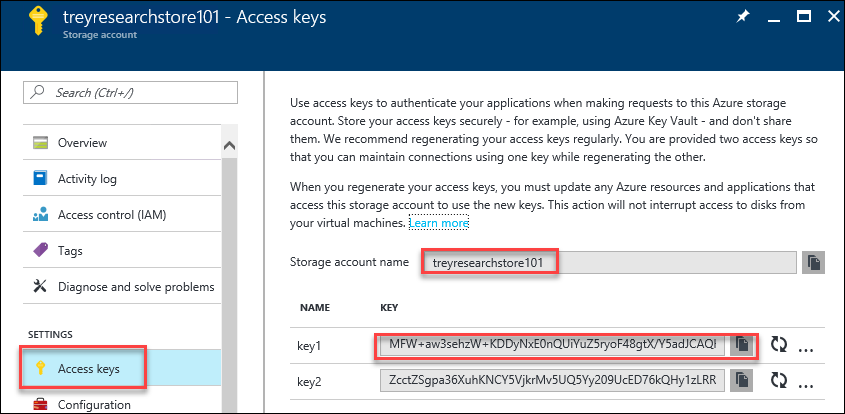 treyresearchstore101 - Access keys
Storage account
Search (Ctrl+/)
Overview
Activity log
Access control (IAM)
Tags
Diagnose and solve problems
SETTINGS
Access keys
Configuration
Use access keys to authenticate your applications when making requests to this Azure storage
account. Store your access keys securely - for example, using Azure Key Vault - and don't share
them. We recommend regenerating your access keys regularly. You are provided two access keys so
that you can maintain connections using one key while regenerating the other.
When you regenerate your access keys, you must update any Azure resources and applications that
access this storage account to use the new keys. This action will not interrupt access to disks from
your virtual machines. Learn more
Storage account name treyresearchstore101
NAME KEY
key1 MFW+aw3sehzW+KDDyNxE0nQUiYuZ5ryoF48gtX/Y5adJCAQI
key2 ZcctZSgpa36XuhKNCY5VjkrMv5UQ5Yy209UcED76kQHy1zLRR